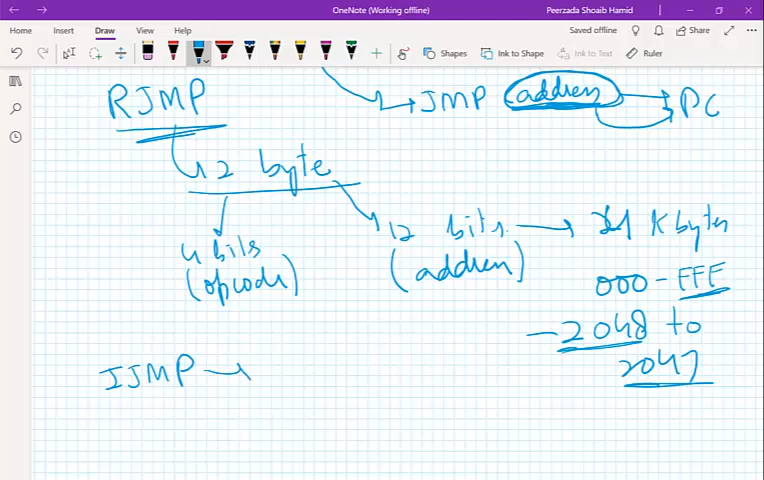 OneNote (Working offline)
Peerzada Shoaib Hamid
Home Insert Draw View Help
Saved offline Share
Shapes Ink to Shape Ink to Text Ruler
RJMP
JMP address PC
2 byte
4 bits
(opcode)
12 bits
(address)
K bytes
000 - FFF
-2048 to
2047
IJMP